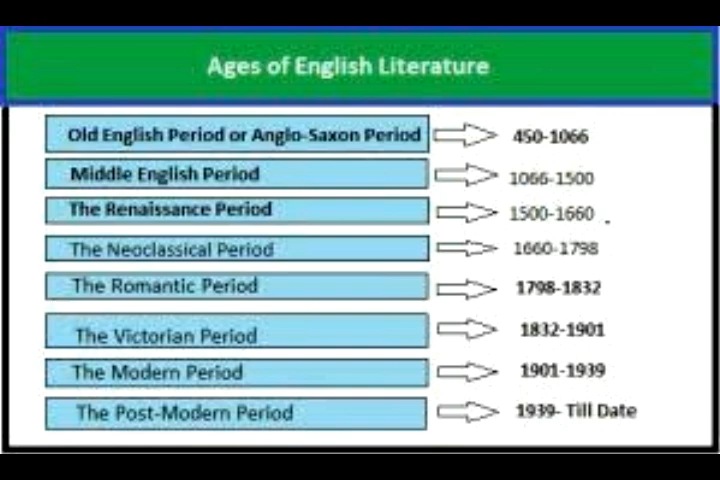 Ages of English Literature
Old English Period or Anglo-Saxon Period 450-1066
Middle English Period 1066-1500
The Renaissance Period 1500-1660 .
The Neoclassical Period 1660-1798
The Romantic Period 1798-1832
The Victorian Period 1832-1901
The Modern Period 1901-1939
The Post-Modern Period 1939- Till Date